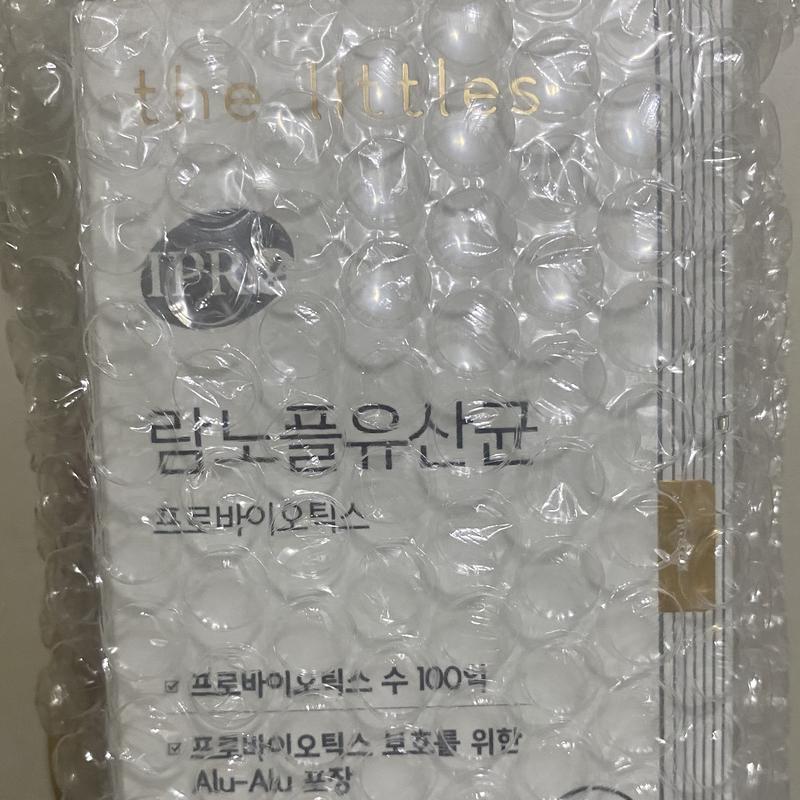 the littles
람노플유산균
프로바이오틱스
프로바이오틱스 수 100억
프로바이오틱스 보호를 위한
Alu-Alu 포장